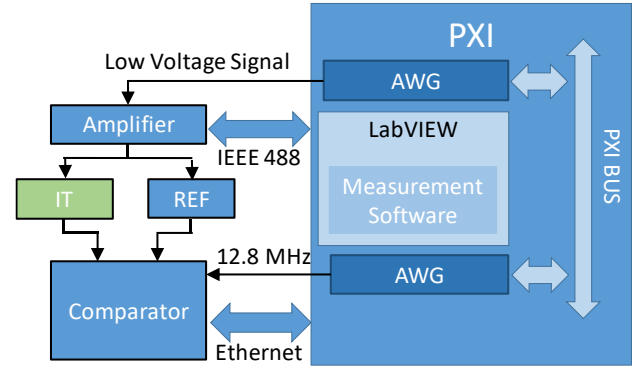 PXI
Low Voltage Signal
AWG
Amplifier
IEEE 488
LabVIEW
Measurement
Software
PXI BUS
IT
REF
12.8 MHz
AWG
Comparator
Ethernet